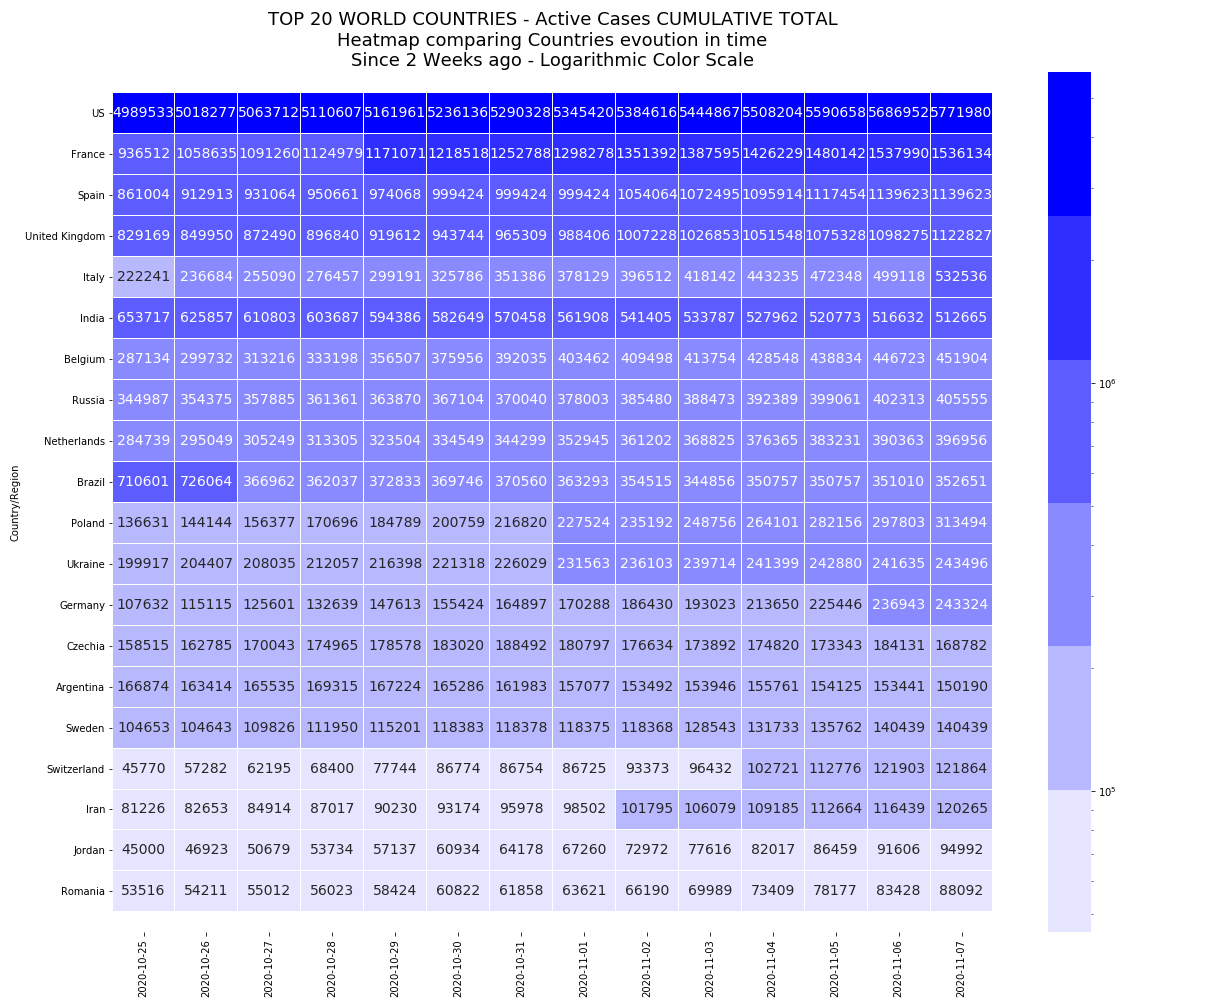 TOP 20 WORLD COUNTRIES - Active Cases CUMULATIVE TOTAL
Heatmap comparing Countries evoution in time
Since 2 Weeks ago - Logarithmic Color Scale
Country/Region
US 4989533 5018277 5063712 5110607 5161961 5236136 5290328 5345420 5384616 5444867 5508204 5590658 5686952 5771980
France 936512 1058635 1091260 1124979 1171071 1218518 1252788 1298278 1351392 1387595 1426229 1480142 1537990 1536134
Spain 861004 912913 931064 950661 974068 999424 999424 999424 1054064 1072495 1095914 1117454 1139623 1139623
United Kingdom 829169 849950 872490 896840 919612 943744 965309 988406 1007228 1026853 1051548 1075328 1098275 1122827
Italy 222241 236684 255090 276457 299191 325786 351386 378129 396512 418142 443235 472348 499118 532536
India 653717 625857 610803 603687 594386 582649 570458 561908 541405 533787 527962 520773 516632 512665
Belgium 287134 299732 313216 333198 356507 375956 392035 403462 409498 413754 428548 438834 446723 451904
Russia 344987 354375 357885 361361 363870 367104 370040 378003 385480 388473 392389 399061 402313 405555
Netherlands 284739 295049 305249 313305 323504 334549 344299 352945 361202 368825 376365 383231 390363 396956
Brazil 710601 726064 366962 362037 372833 369746 370560 363293 354515 344856 350757 350757 351010 352651
Poland 136631 144144 156377 170696 184789 200759 216820 227524 235192 248756 264101 282156 297803 313494
Ukraine 199917 204407 208035 212057 216398 221318 226029 231563 236103 239714 241399 242880 241635 243496
Germany 107632 115115 125601 132639 147613 155424 164897 170288 186430 193023 213650 225446 236943 243324
Czechia 158515 162785 170043 174965 178578 183020 188492 180797 176634 173892 174820 173343 184131 168782
Argentina 166874 163414 165535 169315 167224 165286 161983 157077 153492 153946 155761 154125 153441 150190
Sweden 104653 104643 109826 111950 115201 118383 118378 118375 118368 128543 131733 135762 140439 140439
Switzerland 45770 57282 62195 68400 77744 86774 86754 86725 93373 96432 102721 112776 121903 121864
Iran 81226 82653 84914 87017 90230 93174 95978 98502 101795 106079 109185 112664 116439 120265
Jordan 45000 46923 50679 53734 57137 60934 64178 67260 72972 77616 82017 86459 91606 94992
Romania 53516 54211 55012 56023 58424 60822 61858 63621 66190 69989 73409 78177 83428 88092
2020-10-25 2020-10-26 2020-10-27 2020-10-28 2020-10-29 2020-10-30 2020-10-31 2020-11-01 2020-11-02 2020-11-03 2020-11-04 2020-11-05 2020-11-06 2020-11-07
10⁶
10⁵